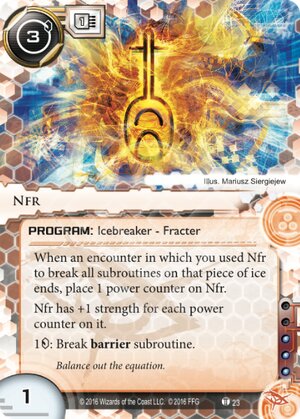 3
1
Illus. Mariusz Siergiejew
Nfr
PROGRAM: Icebreaker - Fracter
When an encounter in which you used Nfr
to break all subroutines on that piece of ice
ends, place 1 power counter on Nfr.
Nfr has +1 strength for each power
counter on it.
1: Break barrier subroutine.
Balance out the equation.
1
© 2016 Wizards of the Coast LLC. © 2016 FFG
23